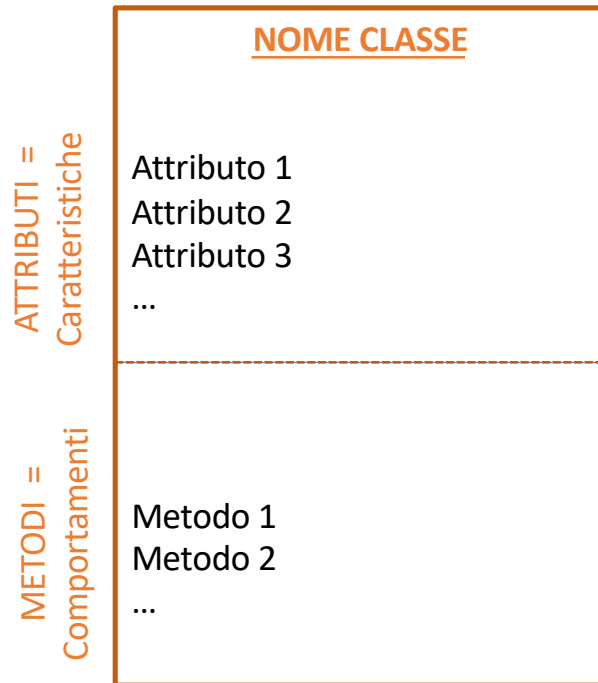 NOME CLASSE
ATTRIBUTI =
Caratteristiche
Attributo 1
Attributo 2
Attributo 3
...
METODI =
Comportamenti
Metodo 1
Metodo 2
...